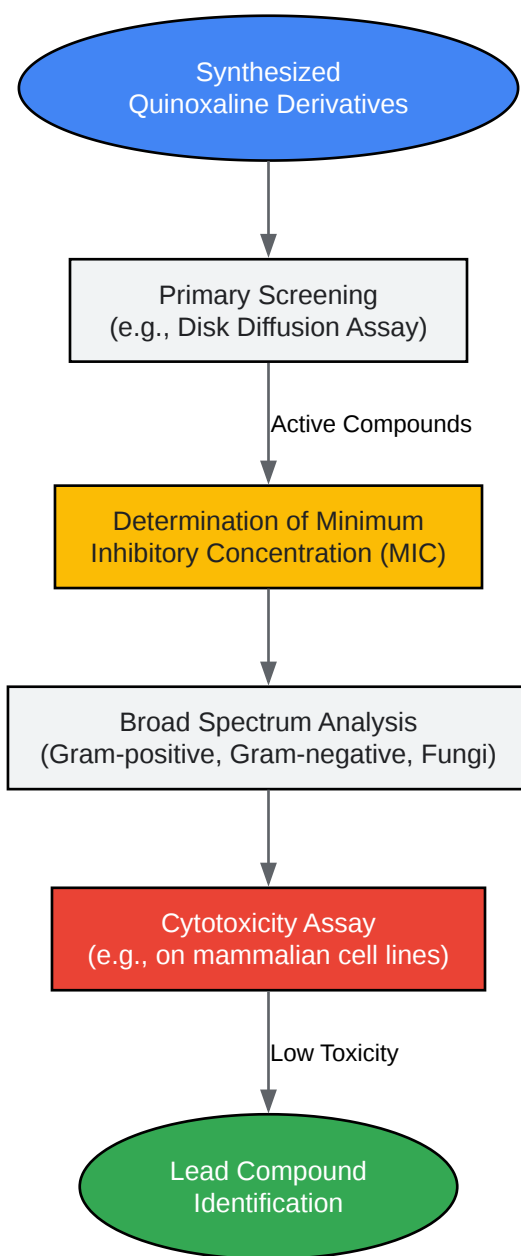 Synthesized
Quinoxaline Derivatives
Primary Screening
(e.g., Disk Diffusion Assay)
Active Compounds
Determination of Minimum
Inhibitory Concentration (MIC)
Broad Spectrum Analysis
(Gram-positive, Gram-negative, Fungi)
Cytotoxicity Assay
(e.g., on mammalian cell lines)
Low Toxicity
Lead Compound
Identification